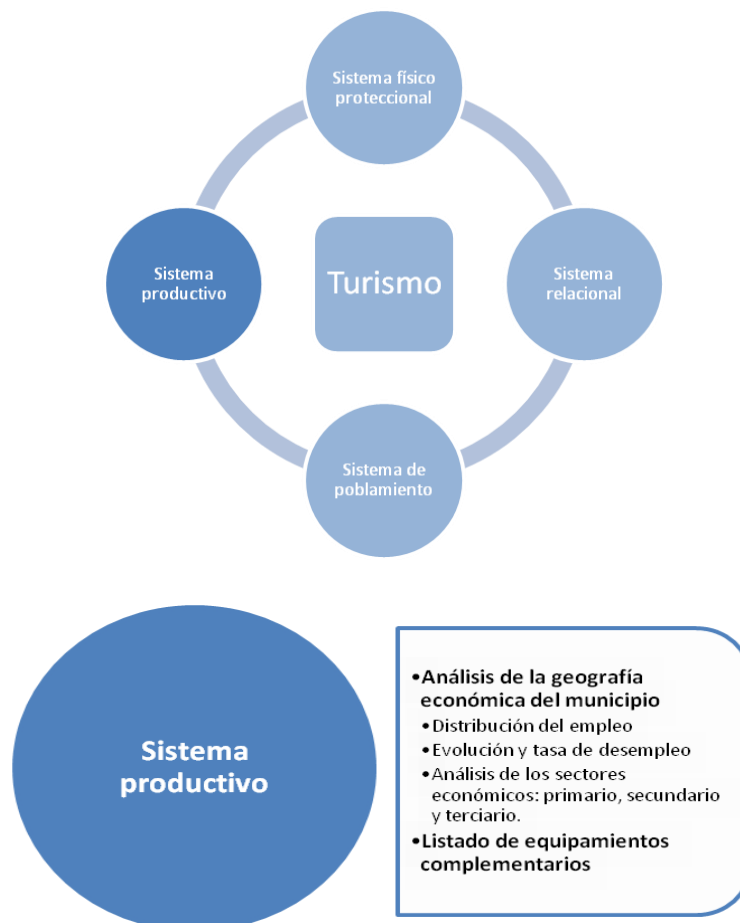 Sistema físico
proteccional
Sistema
productivo
Turismo
Sistema
relacional
Sistema de
poblamiento
Sistema
productivo
•Análisis de la geografía
económica del municipio
•Distribución del empleo
•Evolución y tasa de desempleo
•Análisis de los sectores
económicos: primario, secundario
y terciario.
•Listado de equipamientos
complementarios